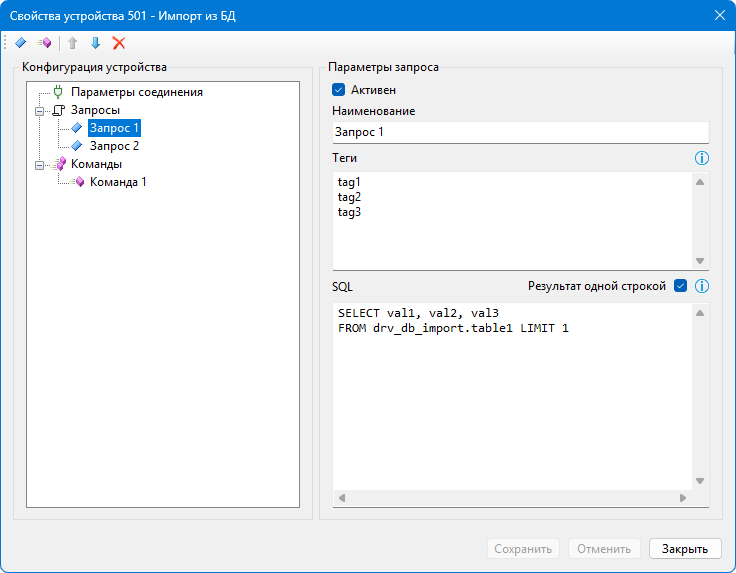 Свойства устройства 501 - Импорт из БД
Конфигурация устройства
Параметры соединения
Запросы
Запрос 1
Запрос 2
Команды
Команда 1
Параметры запроса
Активен
Наименование
Запрос 1
Теги
tag1
tag2
tag3
SQL
Результат одной строкой
SELECT val1, val2, val3
FROM drv_db_import.table1 LIMIT 1
Сохранить
Отменить
Закрыть